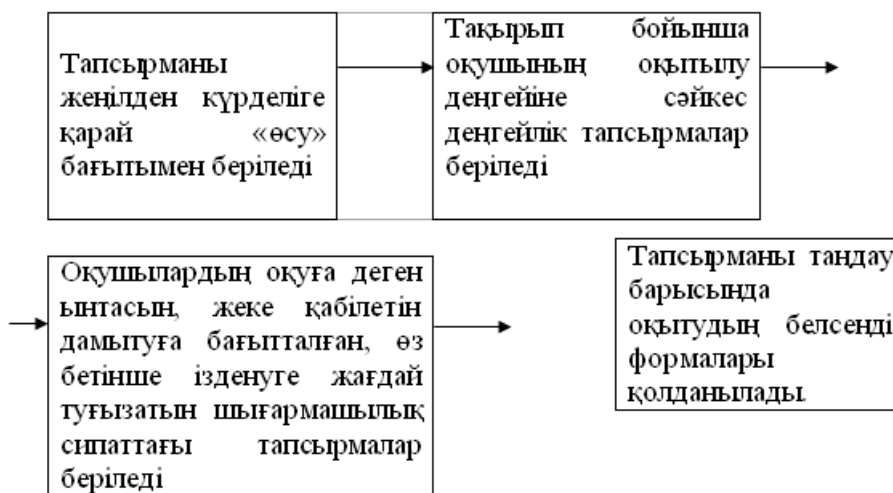 Тапсырманы
жеңілден күрделіге
қарай «өсу»
бағытымен беріледі
Тақырып бойынша
оқушының оқытылу
деңгейіне сәйкес
деңгейлік тапсырмалар
беріледі
Оқушылардың оқуға деген
ынтасын, жеке қабілетін
дамытуға бағытталған, өз
бетінше ізденуге жағдай
туғызатын шығармашылық
сипаттағы тапсырмалар
беріледі
Тапсырманы таңдау
барысында
оқытудың белсенді
формалары
қолданылады.